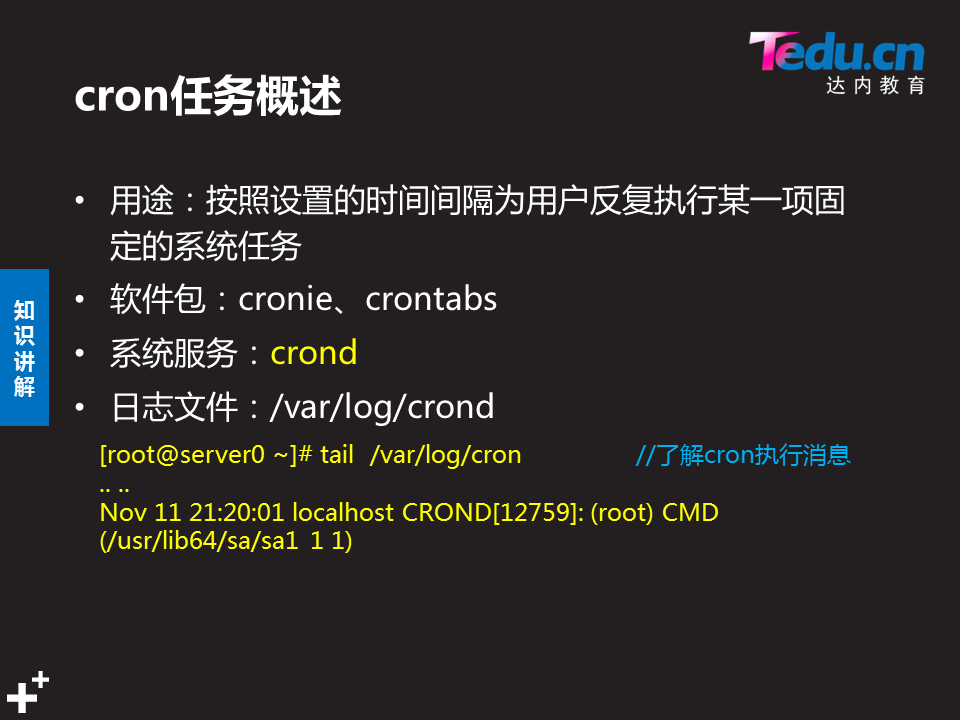 Tedu.cn
达内教育
cron任务概述
• 用途：按照设置的时间间隔为用户反复执行某一项固
定的系统任务
• 软件包：cronie、crontabs
• 系统服务：crond
• 日志文件：/var/log/crond
知
识
讲
解
[root@server0 ~]# tail  /var/log/cron //了解cron执行消息
.. ..
Nov 11 21:20:01 localhost CROND[12759]: (root) CMD
(/usr/lib64/sa/sa1  1 1)